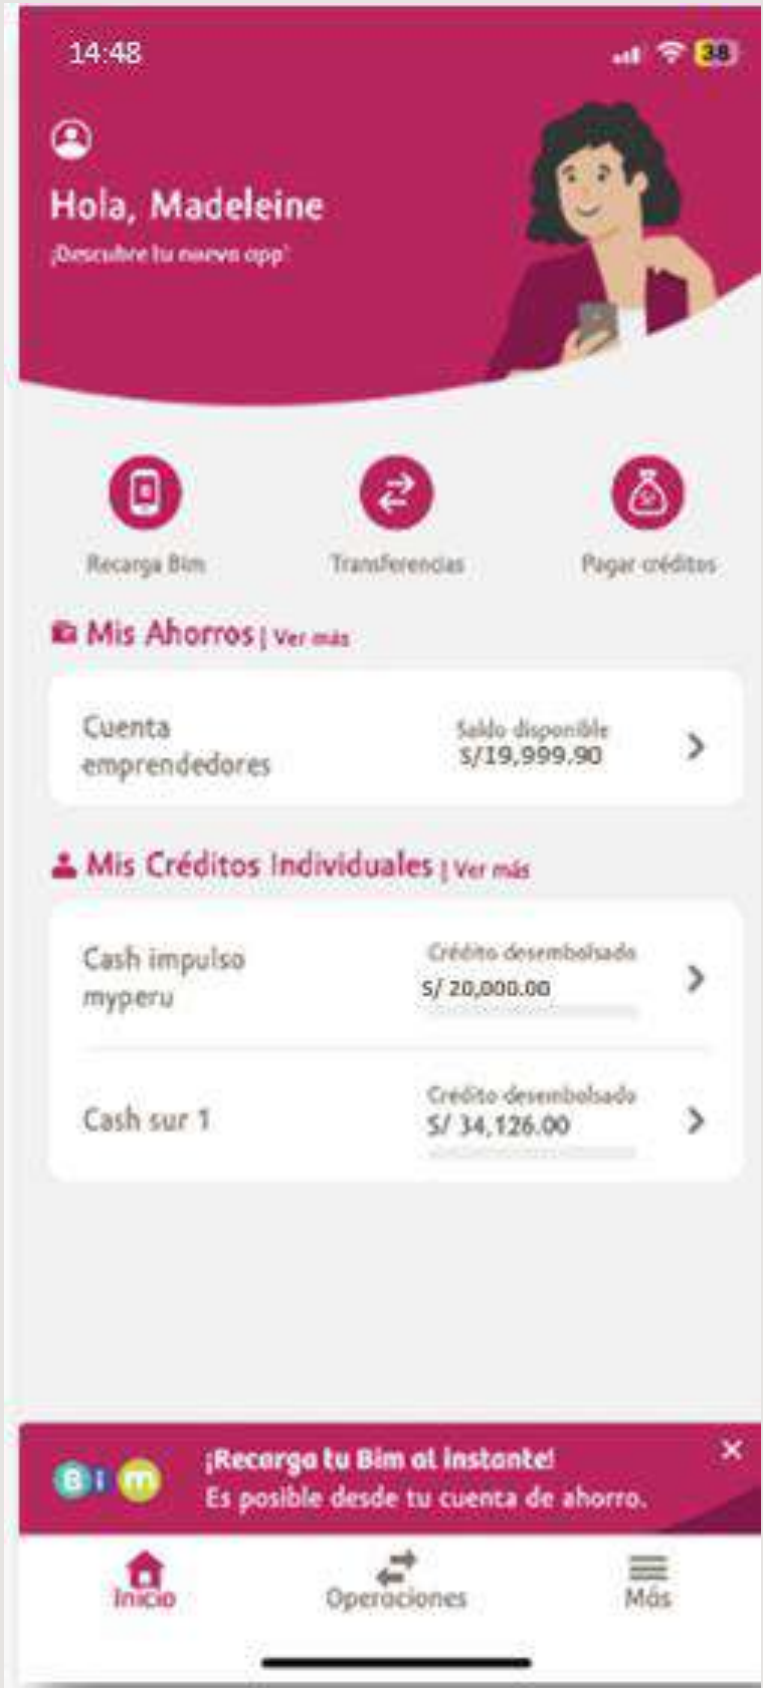 14:48
38
Hola, Madeleine
¡Descubre tu nueva app!
Recarga Bim
Transferencias
Pagar créditos
Mis Ahorros | Ver más
Cuenta
emprendedores
Saldo disponible
S/19,999.90
Mis Créditos Individuales | Ver más
Cash impulso
myperu
Crédito desembolsado
S/ 20,000.00
Cash sur 1
Crédito desembolsado
S/ 34,126.00
Bim
¡Recarga tu Bim al instante!
Es posible desde tu cuenta de ahorro.
Inicio
Operaciones
Más